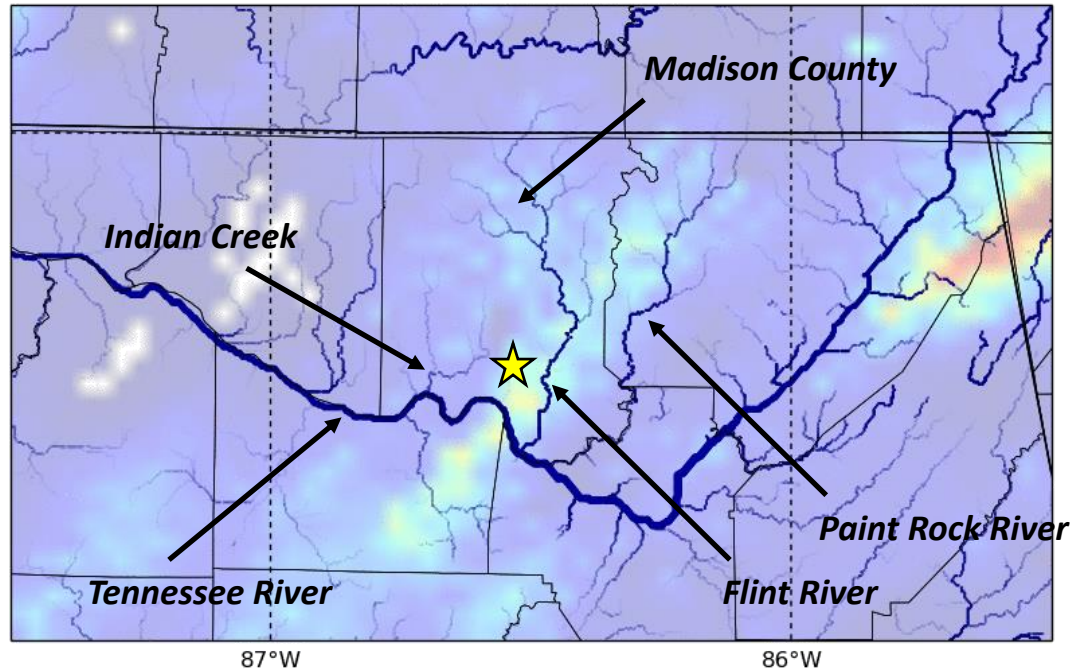 Madison County
Indian Creek
Paint Rock River
Tennessee River
Flint River
87°W
86°W